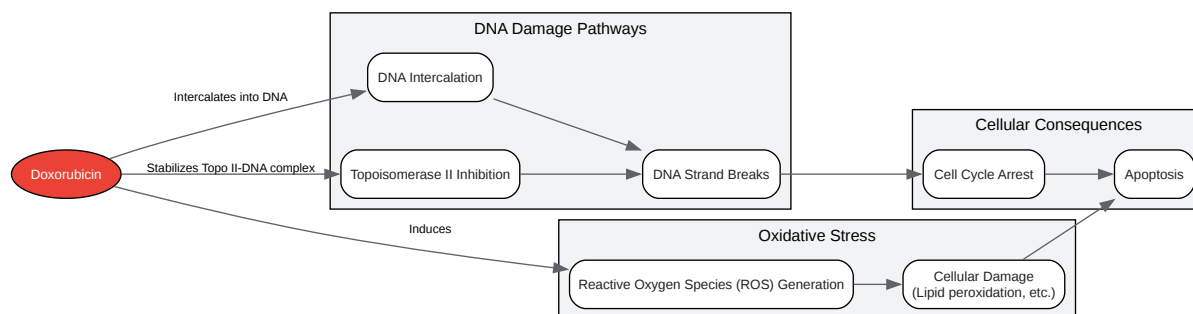 DNA Damage Pathways
DNA Intercalation
Intercalates into DNA
Cellular Consequences
Doxorubicin
Stabilizes Topo II-DNA complex
Topoisomerase II Inhibition
DNA Strand Breaks
Cell Cycle Arrest
Apoptosis
Induces
Oxidative Stress
Reactive Oxygen Species (ROS) Generation
Cellular Damage
(Lipid peroxidation, etc.)